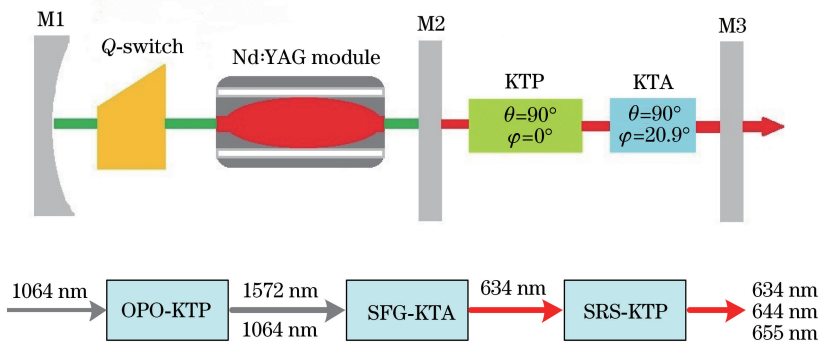 M1
Q-switch
Nd:YAG module
M2
M3
KTP
θ=90°
φ=0°
KTA
θ=90°
φ=20.9°
1064 nm
OPO-KTP
1572 nm
1064 nm
SFG-KTA
634 nm
SRS-KTP
634 nm
644 nm
655 nm